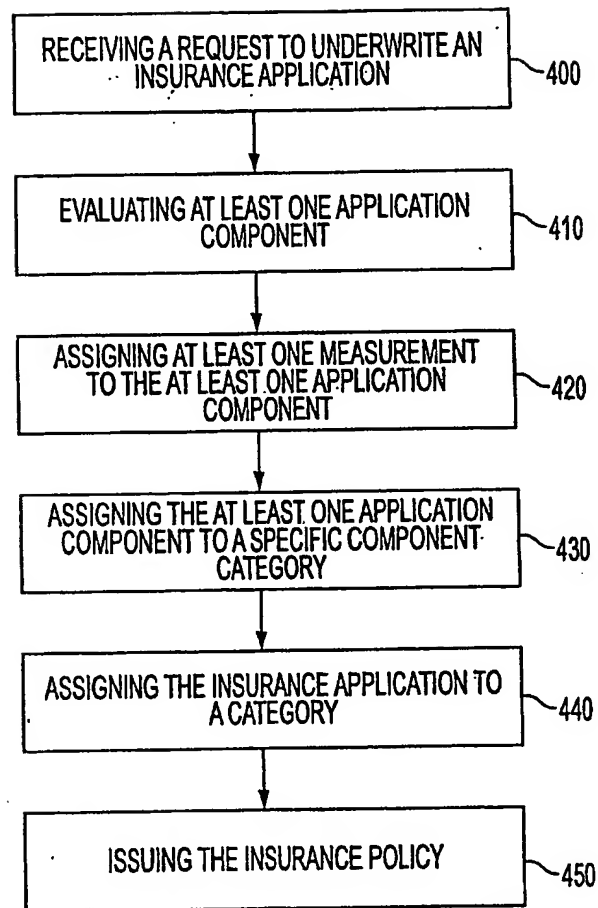 RECEIVING A REQUEST TO UNDERWRITE AN
INSURANCE APPLICATION
400
EVALUATING AT LEAST ONE APPLICATION
COMPONENT
410
ASSIGNING AT LEAST ONE MEASUREMENT
TO THE AT LEAST ONE APPLICATION
COMPONENT
420
ASSIGNING THE AT LEAST ONE APPLICATION
COMPONENT TO A SPECIFIC COMPONENT
CATEGORY
430
ASSIGNING THE INSURANCE APPLICATION TO
A CATEGORY
440
ISSUING THE INSURANCE POLICY
450